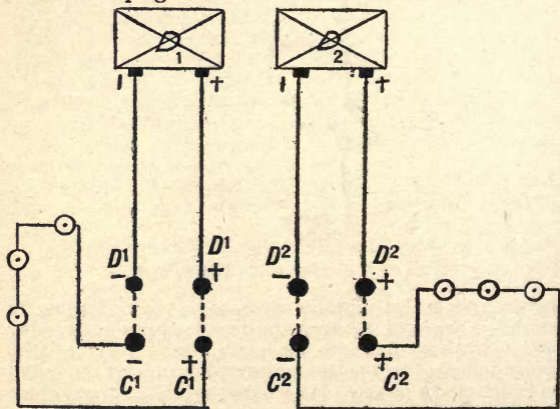 1 2
- + - +
D¹ D¹ D² D²
- + - +
- + - +
C¹ C¹ C² C²